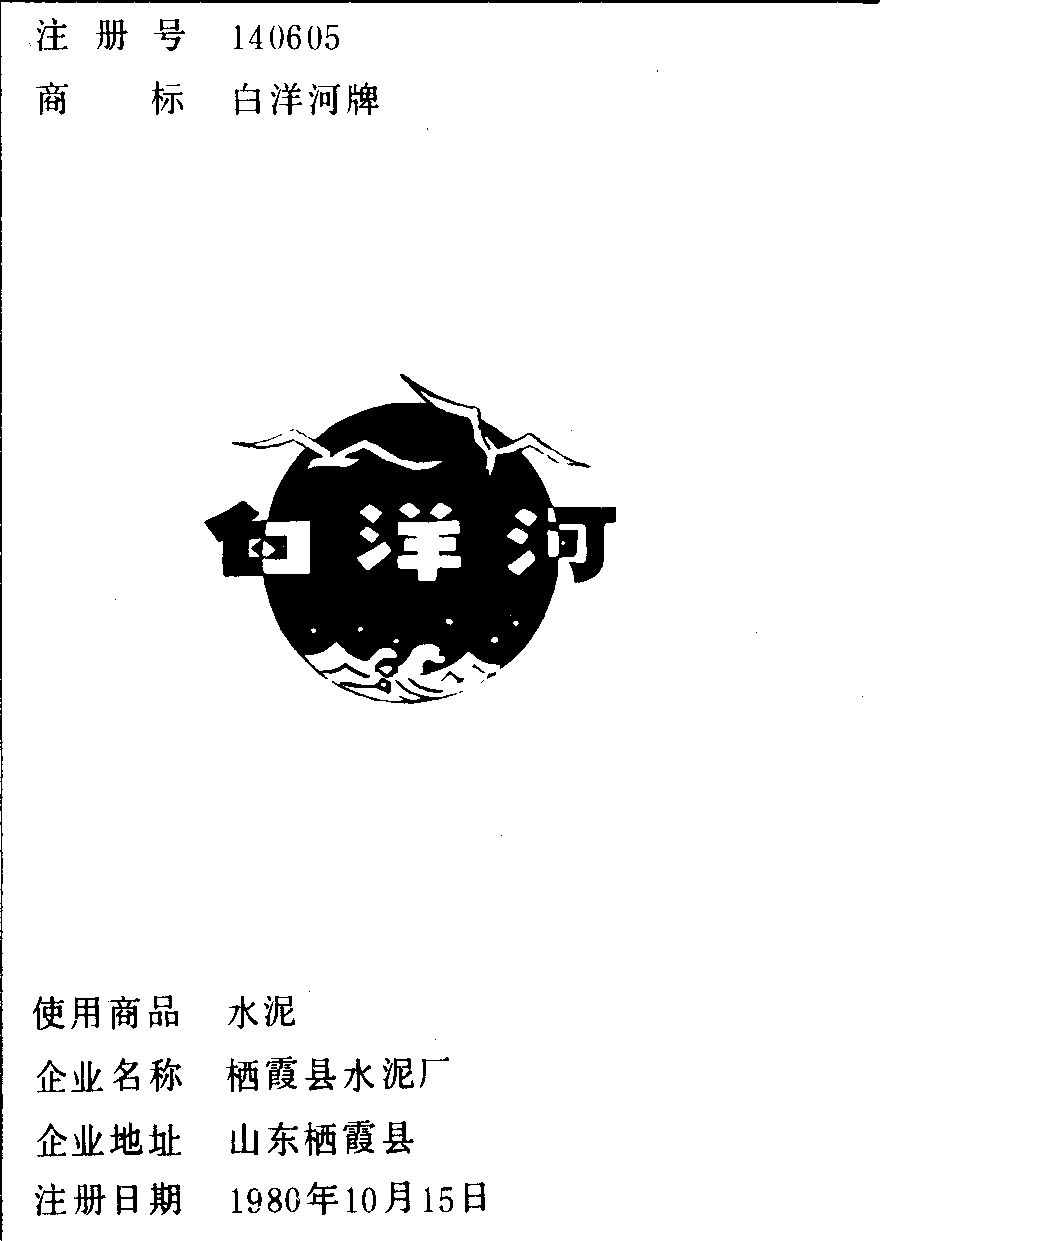 注册号 140605
商标 白洋河牌
白洋河
使用商品 水泥
企业名称 栖霞县水泥厂
企业地址 山东栖霞县
注册日期 1980年10月15日